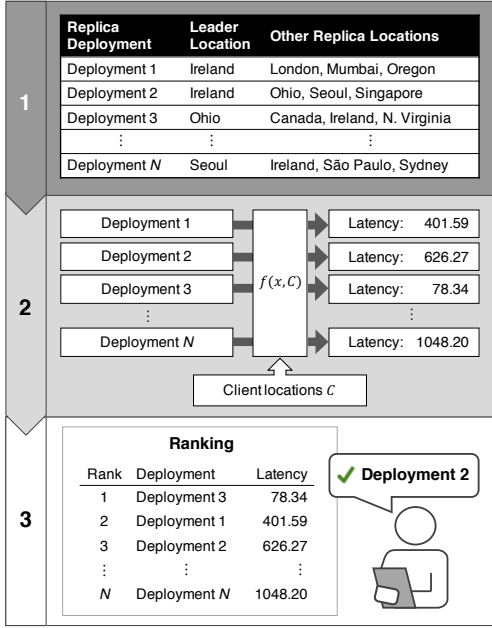 1
Replica Deployment Leader Location Other Replica Locations
Deployment 1 Ireland London, Mumbai, Oregon
Deployment 2 Ireland Ohio, Seoul, Singapore
Deployment 3 Ohio Canada, Ireland, N. Virginia
⋮ ⋮ ⋮
Deployment N Seoul Ireland, São Paulo, Sydney
2
Deployment 1 Latency: 401.59
Deployment 2 Latency: 626.27
Deployment 3 Latency: 78.34
f(x,C)
⋮ ⋮
Deployment N Latency: 1048.20
Client locations C
3
Ranking
Rank Deployment Latency
1 Deployment 3 78.34
2 Deployment 1 401.59
3 Deployment 2 626.27
⋮ ⋮ ⋮
N Deployment N 1048.20
✓ Deployment 2